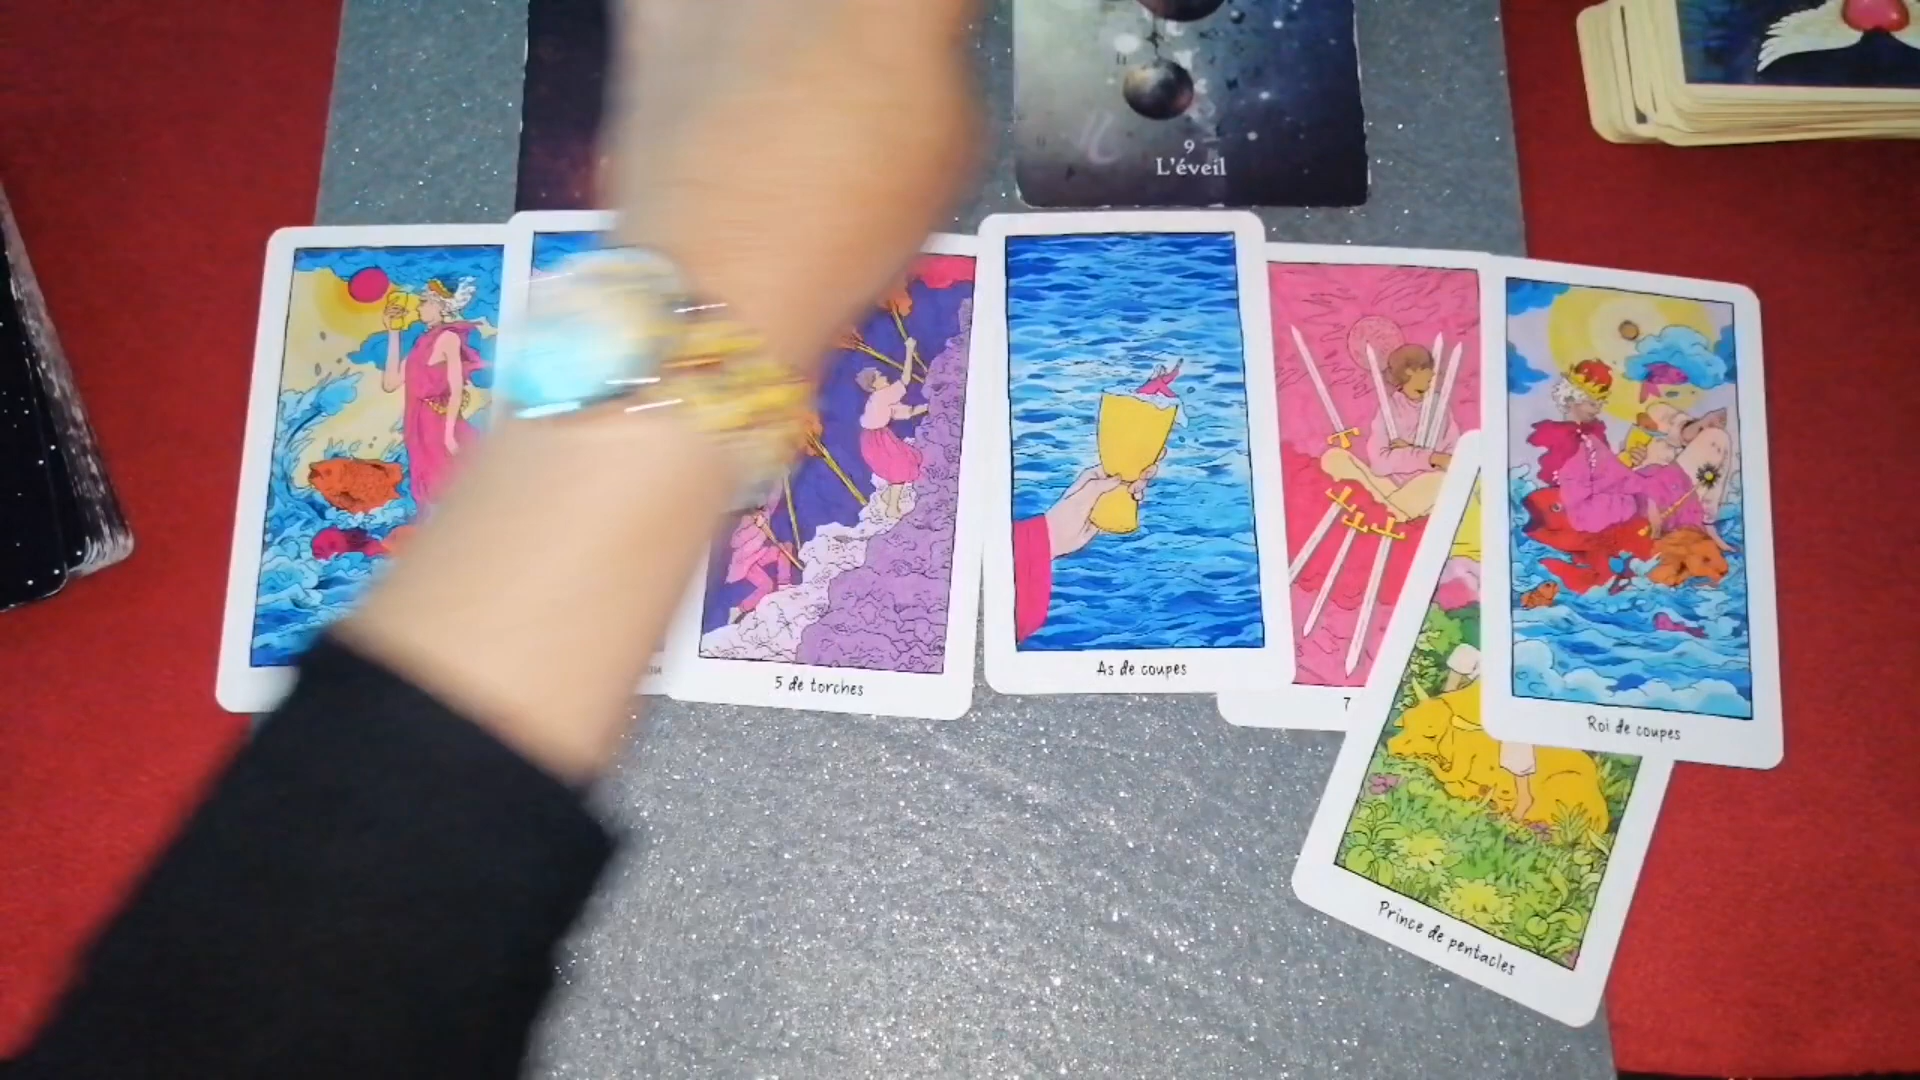 9
L'éveil
5 de torches
As de coupes
7
Roi de coupes
Prince de pentacles